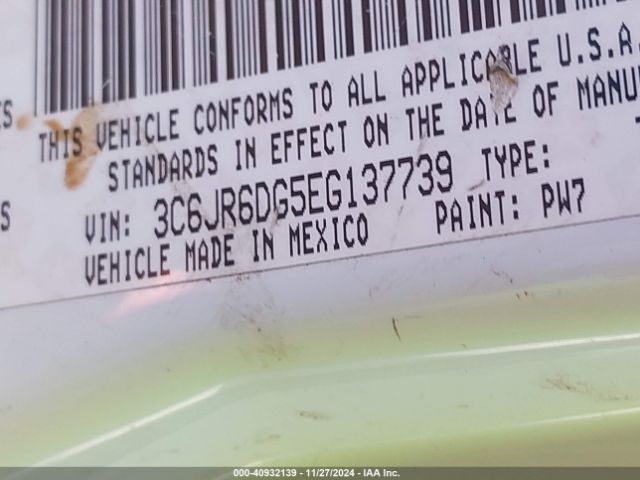 ES
THIS VEHICLE CONFORMS TO ALL APPLICABLE U.S.A.
STANDARDS IN EFFECT ON THE DATE OF MANU
S
VIN: 3C6JR6DG5EG137739 TYPE:
VEHICLE MADE IN MEXICO PAINT: PW7
000-40932139 - 11/27/2024 - IAA Inc.